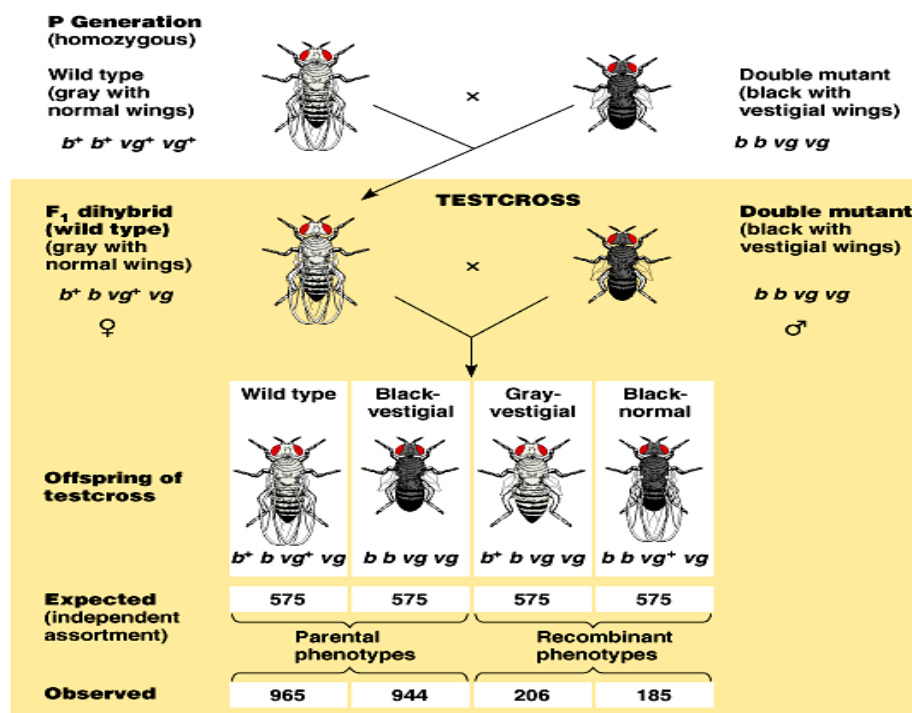 P Generation
(homozygous)
Wild type
(gray with
normal wings)
b⁺ b⁺ vg⁺ vg⁺
×
Double mutant
(black with
vestigial wings)
b b vg vg
TESTCROSS
F₁ dihybrid
(wild type)
(gray with
normal wings)
b⁺ b vg⁺ vg
♀
×
Double mutant
(black with
vestigial wings)
b b vg vg
♂
Offspring of
testcross
Wild type
b⁺ b vg⁺ vg
Black-
vestigial
b b vg vg
Gray-
vestigial
b⁺ b vg vg
Black-
normal
b b vg⁺ vg
Expected
(independent
assortment)
575 575 575 575
Parental
phenotypes
Recombinant
phenotypes
Observed
965 944 206 185